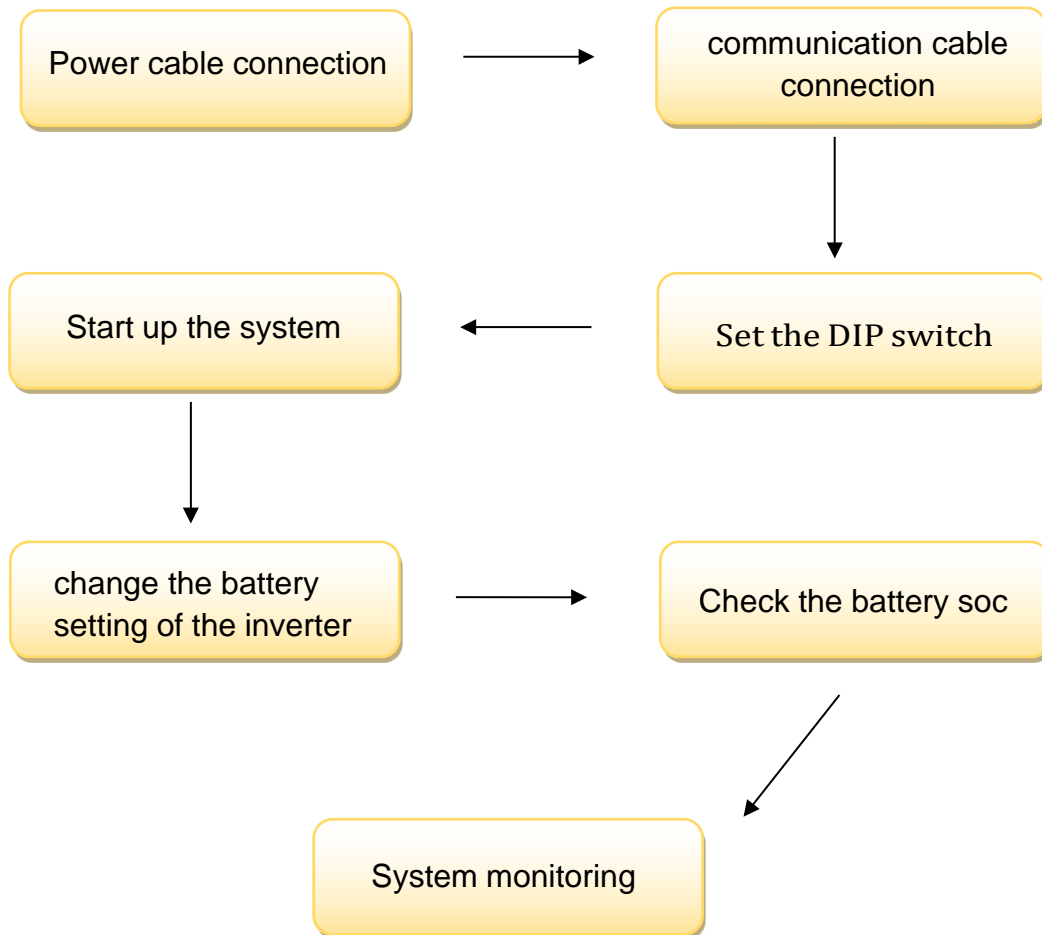 Power cable connection
communication cable
connection
Set the DIP switch
Start up the system
change the battery
setting of the inverter
Check the battery soc
System monitoring